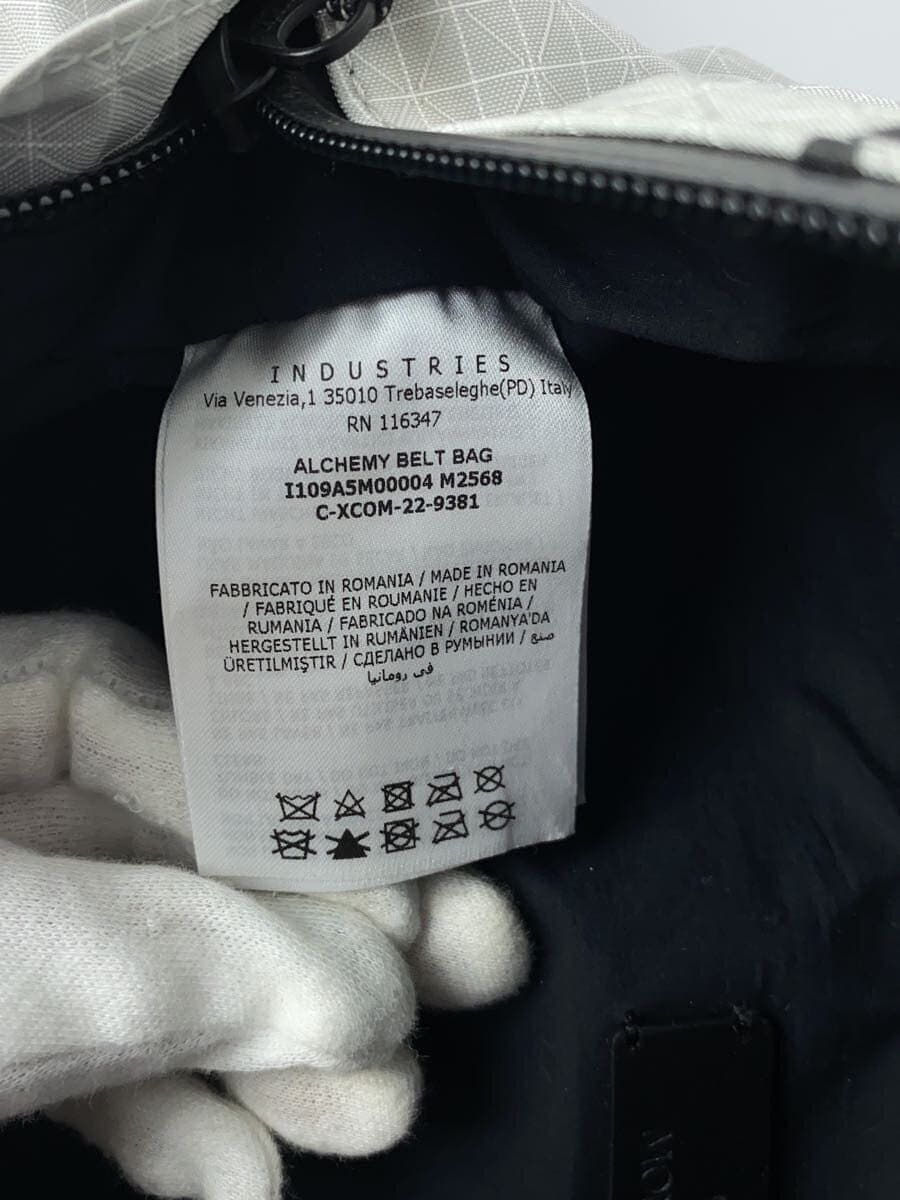 INDUSTRIES
Via Venezia,1 35010 Trebaseleghe(PD) Italy
RN 116347
ALCHEMY BELT BAG
I109A5M00004 M2568
C-XCOM-22-9381
FABBRICATO IN ROMANIA / MADE IN ROMANIA
/ FABRIQUÉ EN ROUMANIE / HECHO EN
RUMANIA / FABRICADO NA ROMÉNIA /
HERGESTELLT IN RUMÄNIEN / ROMANYA'DA
ÜRETILMIŞTIR / СДЕЛАНО В РУМЫНИИ / صنع
في رومانيا